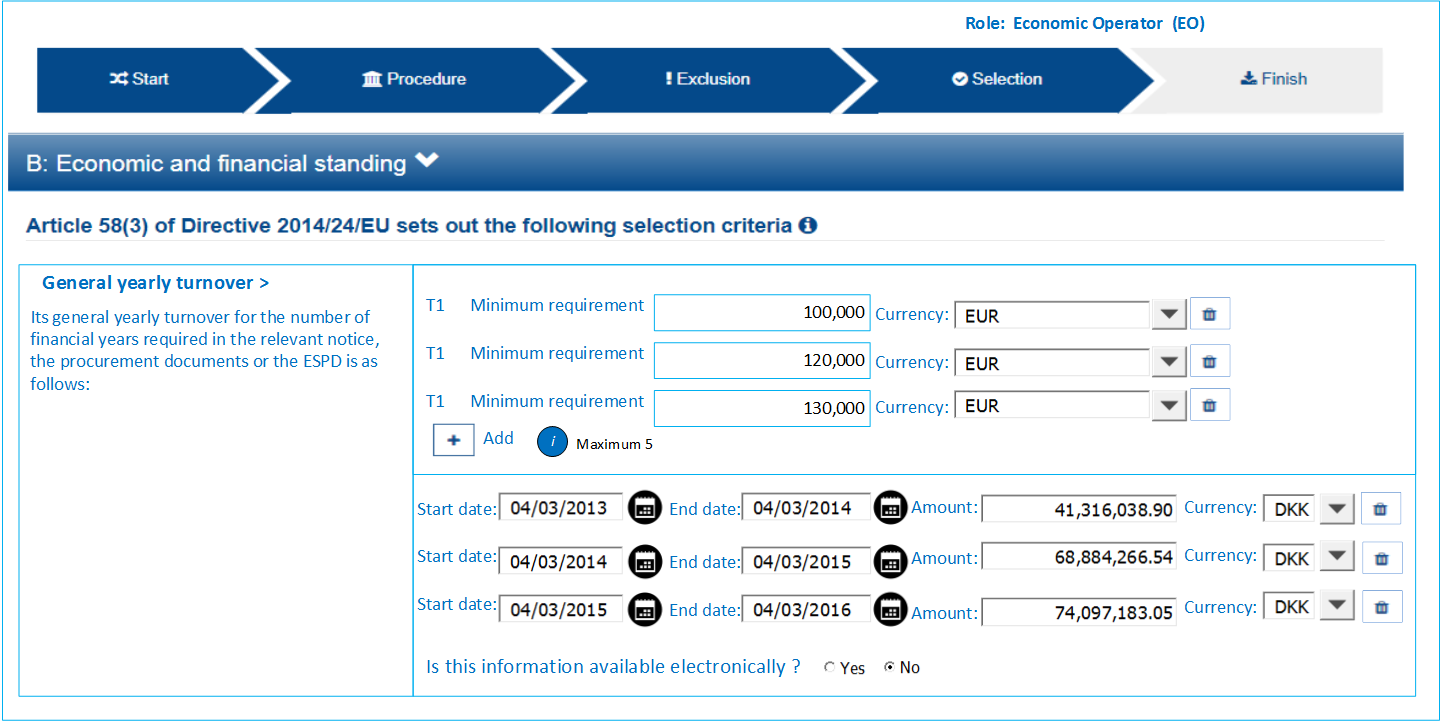 Role: Economic Operator (EO)
Start
Procedure
Exclusion
Selection
Finish
B: Economic and financial standing
Article 58(3) of Directive 2014/24/EU sets out the following selection criteria
General yearly turnover >
Its general yearly turnover for the number of
financial years required in the relevant notice,
the procurement documents or the ESPD is as
follows:
T1 Minimum requirement 100,000 Currency: EUR
T1 Minimum requirement 120,000 Currency: EUR
T1 Minimum requirement 130,000 Currency: EUR
+ Add i Maximum 5
Start date: 04/03/2013 End date: 04/03/2014 Amount: 41,316,038.90 Currency: DKK
Start date: 04/03/2014 End date: 04/03/2015 Amount: 68,884,266.54 Currency: DKK
Start date: 04/03/2015 End date: 04/03/2016 Amount: 74,097,183.05 Currency: DKK
Is this information available electronically ? Yes No